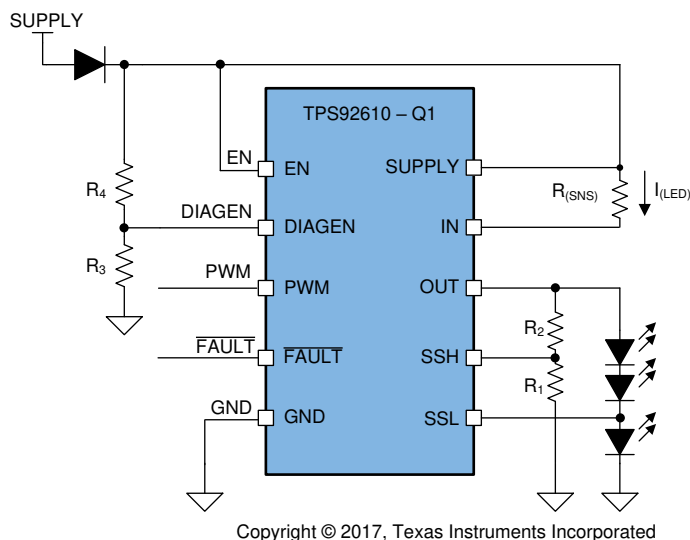 SUPPLY
TPS92610 – Q1
EN
EN
SUPPLY
R4
R(SNS)
I(LED)
DIAGEN
DIAGEN
IN
R3
PWM
PWM
OUT
R2
FAULT
FAULT
SSH
R1
GND
GND
SSL
Copyright © 2017, Texas Instruments Incorporated